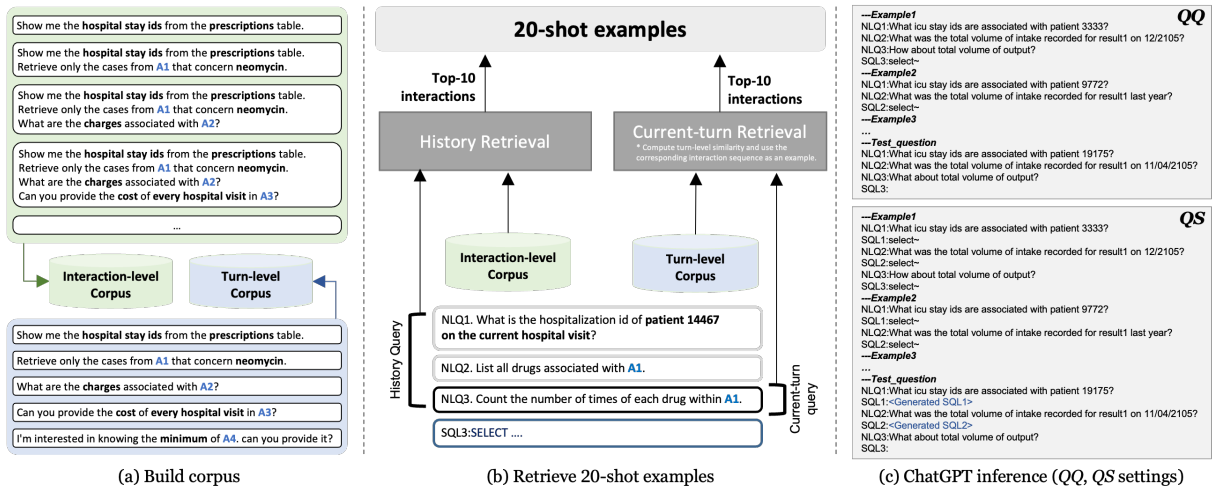 Show me the hospital stay ids from the prescriptions table.
Show me the hospital stay ids from the prescriptions table.
Retrieve only the cases from A1 that concern neomycin.
Show me the hospital stay ids from the prescriptions table.
Retrieve only the cases from A1 that concern neomycin.
What are the charges associated with A2?
Show me the hospital stay ids from the prescriptions table.
Retrieve only the cases from A1 that concern neomycin.
What are the charges associated with A2?
Can you provide the cost of every hospital visit in A3?
...
Interaction-level
Corpus
Turn-level
Corpus
Show me the hospital stay ids from the prescriptions table.
Retrieve only the cases from A1 that concern neomycin.
What are the charges associated with A2?
Can you provide the cost of every hospital visit in A3?
I'm interested in knowing the minimum of A4. can you provide it?
(a) Build corpus
20-shot examples
Top-10
interactions
Top-10
interactions
History Retrieval
Current-turn Retrieval
* Compute turn-level similarity and use the
corresponding interaction sequence as an example.
Interaction-level
Corpus
Turn-level
Corpus
History Query
NLQ1. What is the hospitalization id of patient 14467
on the current hospital visit?
NLQ2. List all drugs associated with A1.
NLQ3. Count the number of times of each drug within A1.
SQL3:SELECT ....
Current-turn
query
(b) Retrieve 20-shot examples
QQ
---Example1
NLQ1:What icu stay ids are associated with patient 3333?
NLQ2:What was the total volume of intake recorded for result1 on 12/2105?
NLQ3:How about total volume of output?
SQL3:select~
---Example2
NLQ1:What icu stay ids are associated with patient 9772?
NLQ2:What was the total volume of intake recorded for result1 last year?
SQL2:select~
---Example3
...
---Test_question
NLQ1:What icu stay ids are associated with patient 19175?
NLQ2:What was the total volume of intake recorded for result1 on 11/04/2105?
NLQ3:What about total volume of output?
SQL3:
QS
---Example1
NLQ1:What icu stay ids are associated with patient 3333?
SQL1:select~
NLQ2:What was the total volume of intake recorded for result1 on 12/2105?
SQL2:select~
NLQ3:How about total volume of output?
SQL3:select~
---Example2
NLQ1:What icu stay ids are associated with patient 9772?
SQL1:select~
NLQ2:What was the total volume of intake recorded for result1 last year?
SQL2:select~
---Example3
...
---Test_question
NLQ1:What icu stay ids are associated with patient 19175?
SQL1:<Generated SQL1>
NLQ2:What was the total volume of intake recorded for result1 on 11/04/2105?
SQL2:<Generated SQL2>
NLQ3:What about total volume of output?
SQL3:
(c) ChatGPT inference (QQ, QS settings)